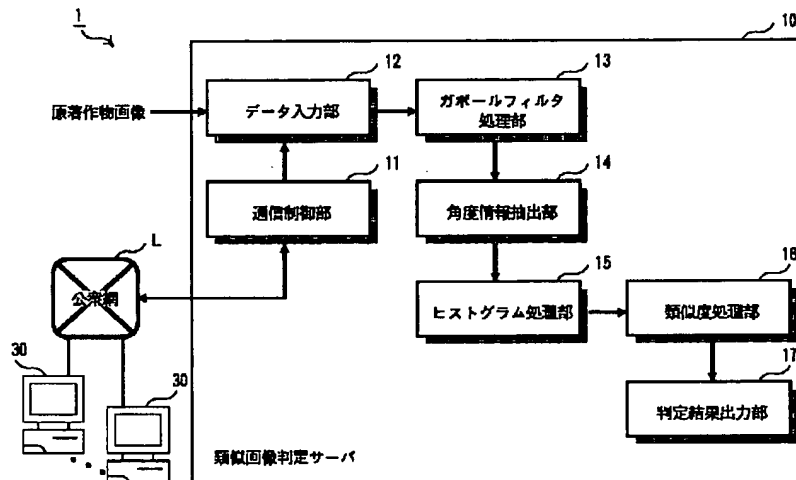 1
10
12
13
原著作物画像
データ入力部
ガボールフィルタ
処理部
11
14
通信制御部
角度情報抽出部
L
15
16
公衆網
ヒストグラム処理部
類似度処理部
30
30
17
判定結果出力部
類似画像判定サーバ